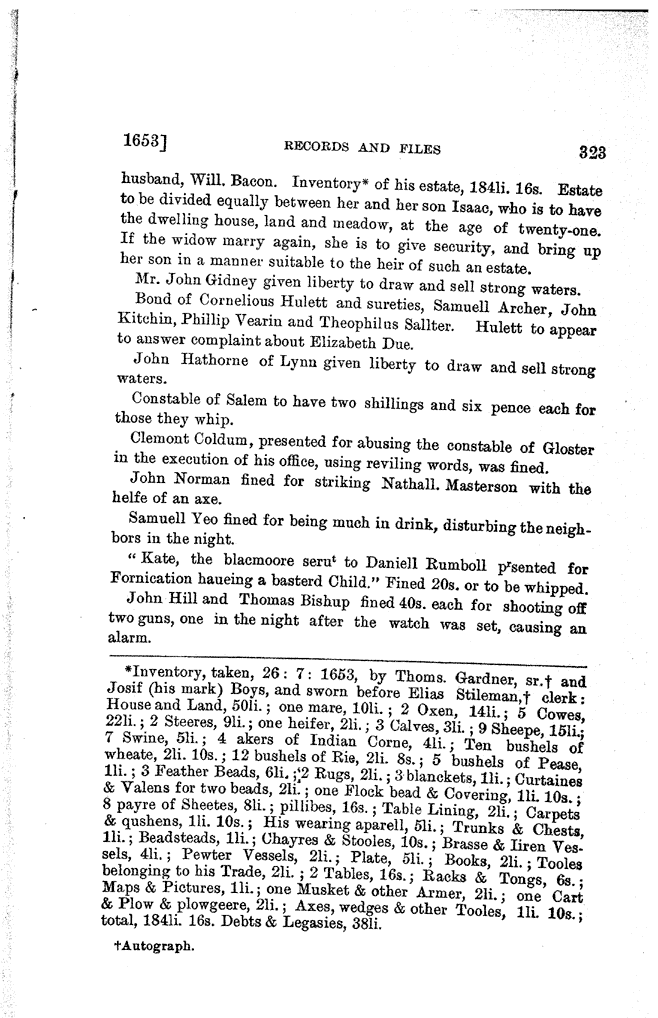 1653] RECORDS AND FILES 323
husband, Will. Bacon. Inventory* of his estate, 184li. 16s. Estate
to be divided equally between her and her son Isaac, who is to have
the dwelling house, land and meadow, at the age of twenty-one.
If the widow marry again, she is to give security, and bring up
her son in a manner suitable to the heir of such an estate.
Mr. John Gidney given liberty to draw and sell strong waters.
Bond of Cornelious Hulett and sureties, Samuell Archer, John
Kitchin, Phillip Vearin and Theophilus Sallter. Hulett to appear
to answer complaint about Elizabeth Due.
John Hathorne of Lynn given liberty to draw and sell strong
waters.
Constable of Salem to have two shillings and six pence each for
those they whip.
Clemont Coldum, presented for abusing the constable of Gloster
in the execution of his office, using reviling words, was fined.
John Norman fined for striking Nathall. Masterson with the
helfe of an axe.
Samuell Yeo fined for being much in drink, disturbing the neigh-
bors in the night.
" Kate, the blacmoore seruᵗ to Daniell Rumboll pʳsented for
Fornication haueing a basterd Child." Fined 20s. or to be whipped.
John Hill and Thomas Bishup fined 40s. each for shooting off
two guns, one in the night after the watch was set, causing an
alarm.
*Inventory, taken, 26 : 7 : 1653, by Thoms. Gardner, sr.† and
Josif (his mark) Boys, and sworn before Elias Stileman,† clerk :
House and Land, 50li. ; one mare, 10li. ; 2 Oxen, 14li. ; 5 Cowes,
22li. ; 2 Steeres, 9li. ; one heifer, 2li. ; 3 Calves, 3li. ; 9 Sheepe, 15li.;
7 Swine, 5li. ; 4 akers of Indian Corne, 4li. ; Ten bushels of
wheate, 2li. 10s. ; 12 bushels of Rie, 2li. 8s. ; 5 bushels of Pease,
1li. ; 3 Feather Beads, 6li. ; 2 Rugs, 2li. ; 3 blanckets, 1li. ; Curtaines
& Valens for two beads, 2li. ; one Flock bead & Covering, 1li. 10s. ;
8 payre of Sheetes, 8li. ; pillibes, 16s. ; Table Lining, 2li. ; Carpets
& qushens, 1li. 10s. ; His wearing aparell, 5li. ; Trunks & Chests,
1li. ; Beadsteads, 1li. ; Chayres & Stooles, 10s. ; Brasse & Iiren Ves-
sels, 4li. ; Pewter Vessels, 2li. ; Plate, 5li. ; Books, 2li. ; Tooles
belonging to his Trade, 2li. ; 2 Tables, 16s. ; Racks & Tongs, 6s. ;
Maps & Pictures, 1li. ; one Musket & other Armer, 2li. ; one Cart
& Plow & plowgeere, 2li. ; Axes, wedges & other Tooles, 1li. 10s. ;
total, 184li. 16s. Debts & Legasies, 38li.
†Autograph.